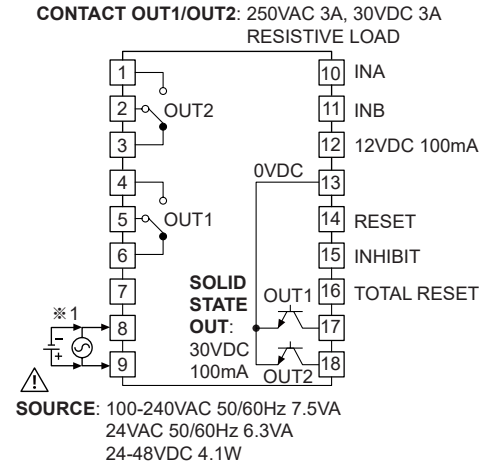 CONTACT OUT1/OUT2: 250VAC 3A, 30VDC 3A
RESISTIVE LOAD
1
2
3
4
5
6
7
8
9
OUT2
OUT1
※1
10 INA
11 INB
12 12VDC 100mA
0VDC
13
14 RESET
15 INHIBIT
16 TOTAL RESET
17
18
SOLID
STATE
OUT:
30VDC
100mA
OUT1
OUT2
SOURCE: 100-240VAC 50/60Hz 7.5VA
24VAC 50/60Hz 6.3VA
24-48VDC 4.1W